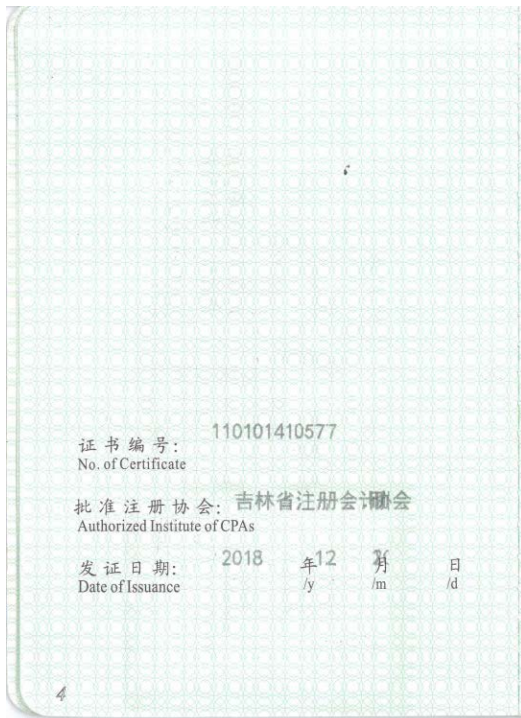 证书编号: 110101410577
No. of Certificate
批准注册协会: 吉林省注册会计协会
Authorized Institute of CPAs
发证日期: 2018 年 12 月 日
Date of Issuance /y /m /d
4